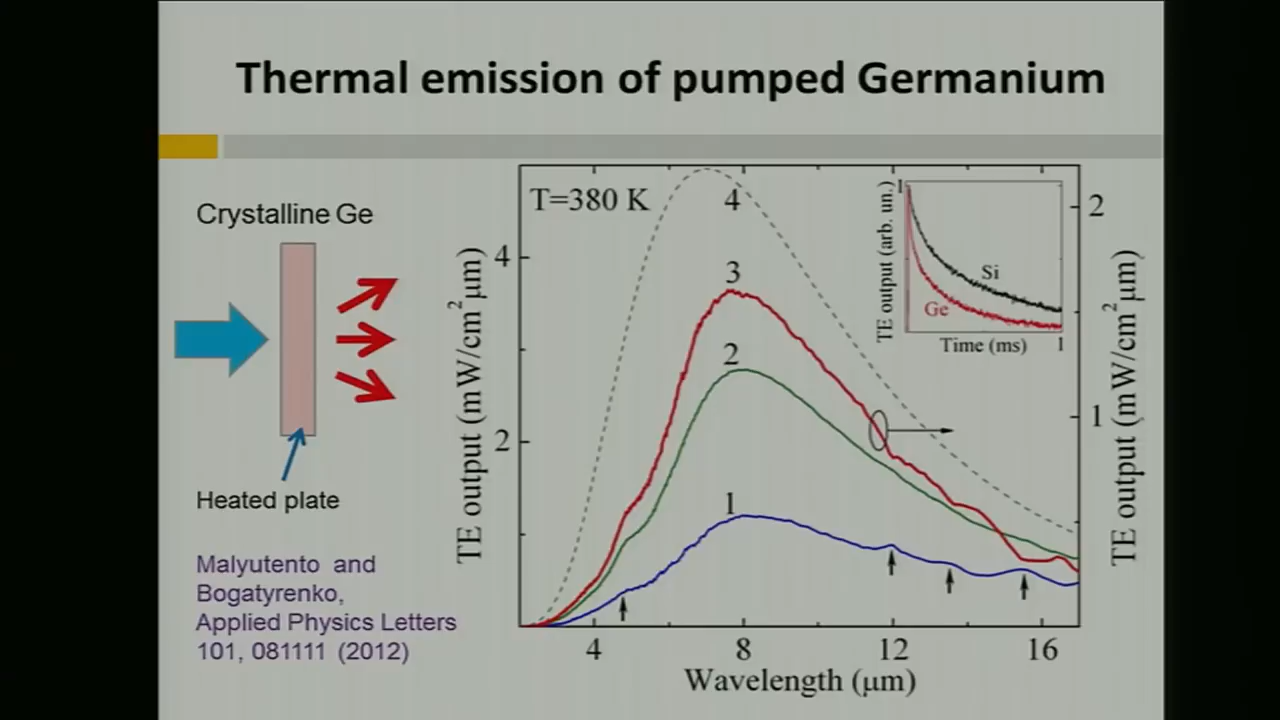 Thermal emission of pumped Germanium
Crystalline Ge
Heated plate
Malyutento and
Bogatyrenko,
Applied Physics Letters
101, 081111 (2012)
T=380 K
4
3
2
1
TE output (mW/cm²μm)
4
2
4
8
12
16
Wavelength (μm)
2
1
TE output (mW/cm²μm)
1
TE output (arb. un.)
Si
Ge
Time (ms)
1